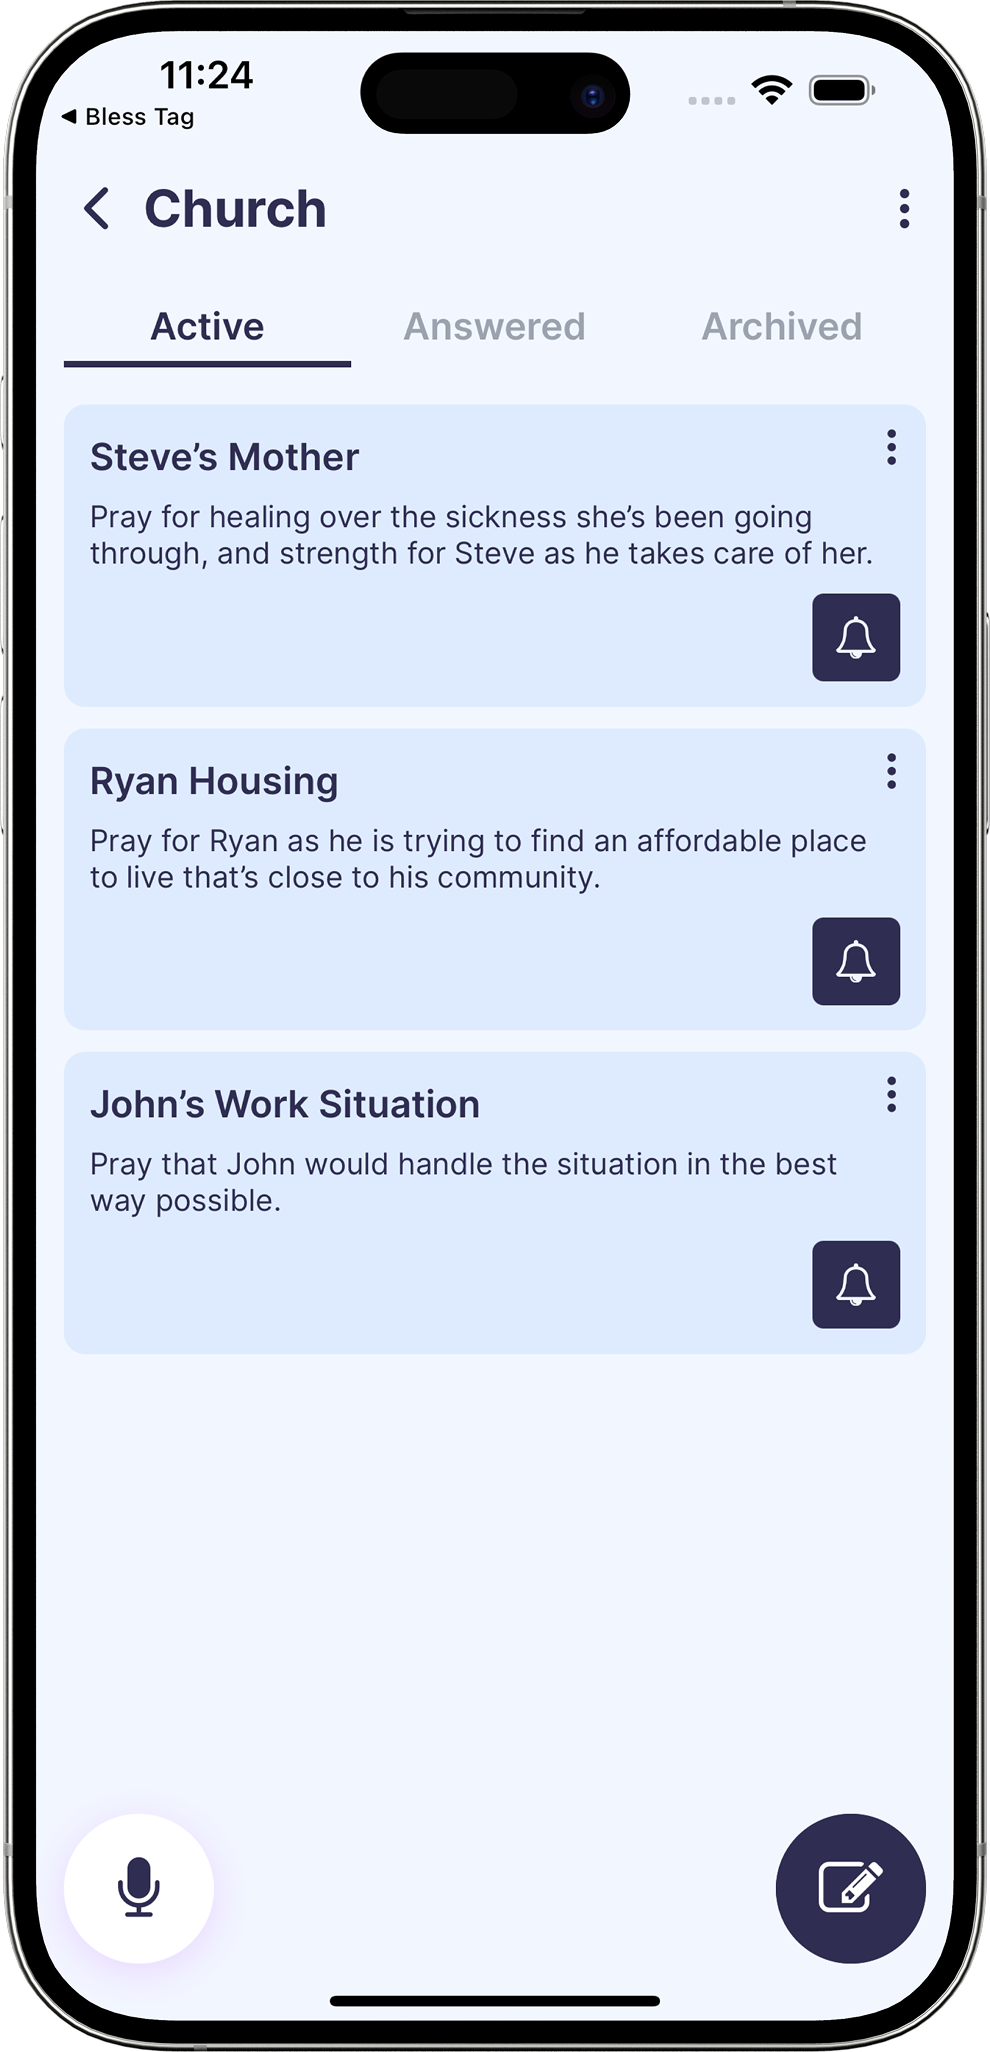 11:24
◀ Bless Tag
Church
Active Answered Archived
Steve’s Mother
Pray for healing over the sickness she’s been going
through, and strength for Steve as he takes care of her.
Ryan Housing
Pray for Ryan as he is trying to find an affordable place
to live that’s close to his community.
John’s Work Situation
Pray that John would handle the situation in the best
way possible.